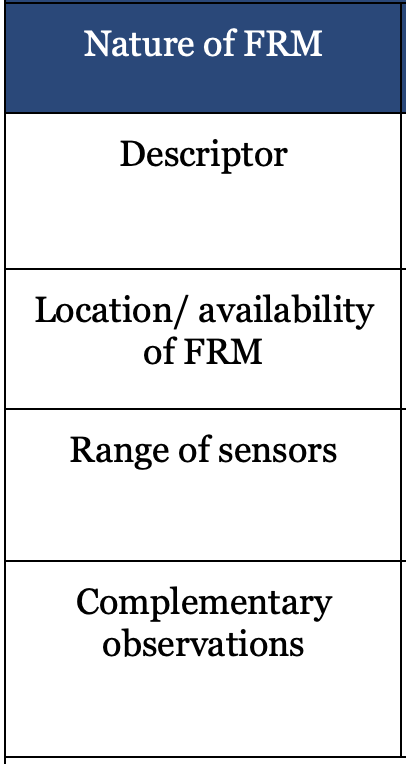 Nature of FRM
Descriptor
Location/ availability
of FRM
Range of sensors
Complementary
observations